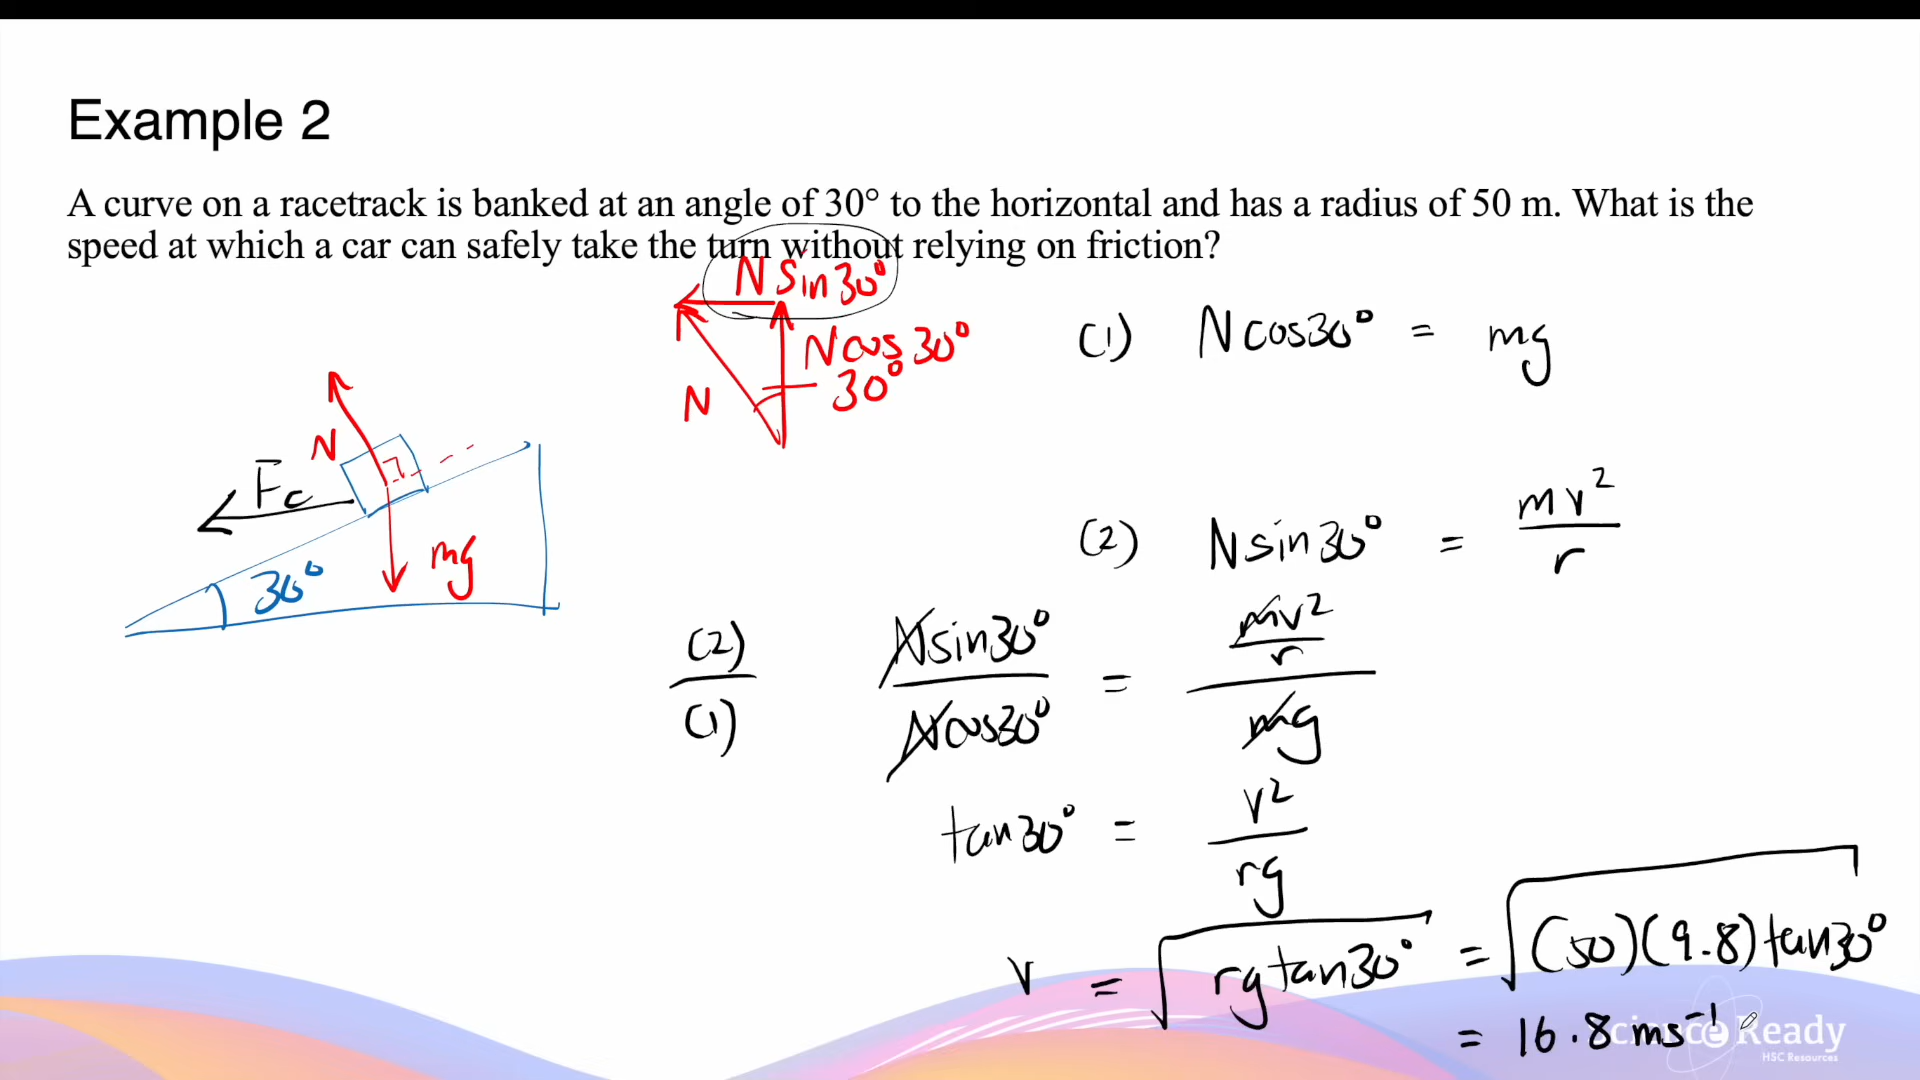 Example 2
A curve on a racetrack is banked at an angle of 30° to the horizontal and has a radius of 50 m. What is the
speed at which a car can safely take the turn without relying on friction?
N sin 30°
N cos 30°
30°
N
N
Fc
mg
30°
(1) N cos 30° = mg
(2) N sin 30° = mv²/r
(2)/(1) N sin 30°/N cos 30° = (mv²/r)/mg
tan 30° = v²/rg
v = √(rg tan 30°) = √((50)(9.8) tan 30°)
= 16.8 ms⁻¹
Science Ready
HSC Resources